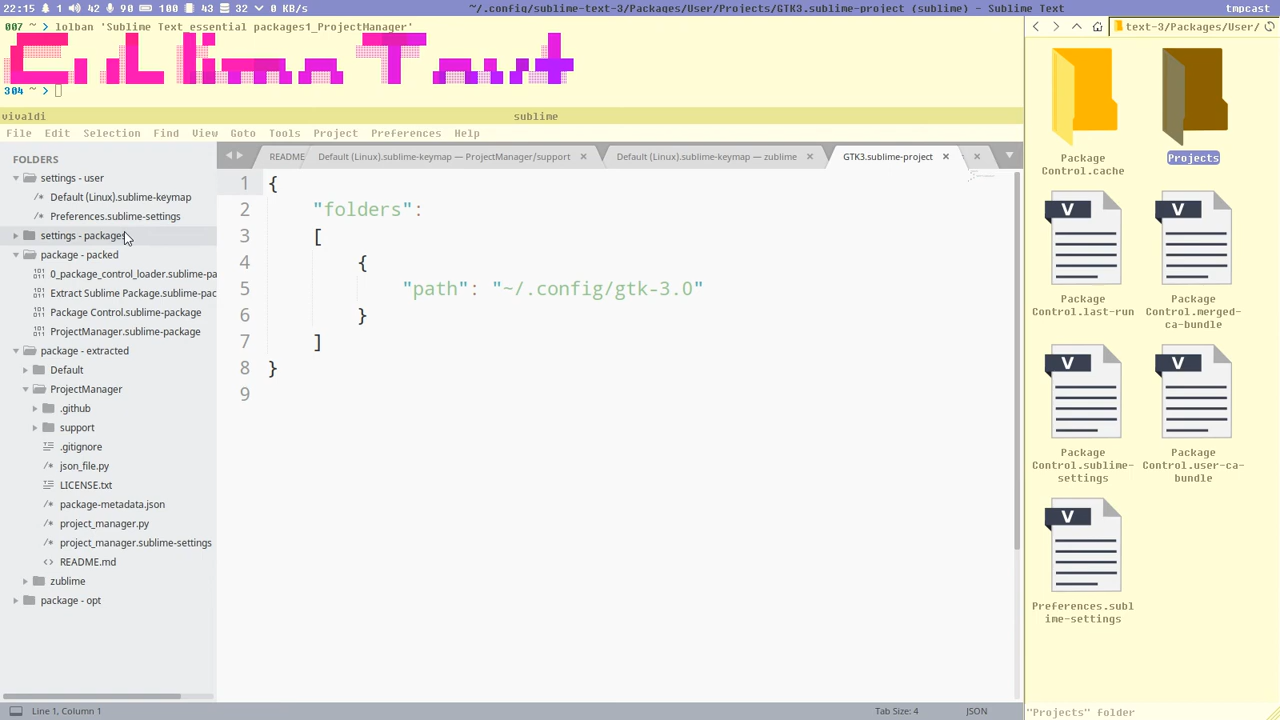 22:15 1 42 90 100 43 32 0 KB/s ~/.config/sublime-text-3/Packages/User/Projects/GTK3.sublime-project (sublime) - Sublime Text tmpcast
007 ~ > lolban 'Sublime Text essential packages1_ProjectManager'
304 ~ >
vivaldi sublime
File Edit Selection Find View Goto Tools Project Preferences Help
FOLDERS
settings - user
Default (Linux).sublime-keymap
Preferences.sublime-settings
settings - packages
package - packed
0_package_control_loader.sublime-pa
Extract Sublime Package.sublime-pac
Package Control.sublime-package
ProjectManager.sublime-package
package - extracted
Default
ProjectManager
.github
support
.gitignore
json_file.py
LICENSE.txt
package-metadata.json
project_manager.py
project_manager.sublime-settings
README.md
zublime
package - opt
README Default (Linux).sublime-keymap — ProjectManager/support Default (Linux).sublime-keymap — zublime GTK3.sublime-project
1 {
2 "folders":
3 [
4 {
5 "path": "~/.config/gtk-3.0"
6 }
7 ]
8 }
9
text-3/Packages/User/
Package
Control.cache
Projects
Package
Control.last-run
Package
Control.merged-
ca-bundle
Package
Control.sublime-
settings
Package
Control.user-ca-
bundle
Preferences.subl
ime-settings
Line 1, Column 1 Tab Size: 4 JSON
"Projects" folder